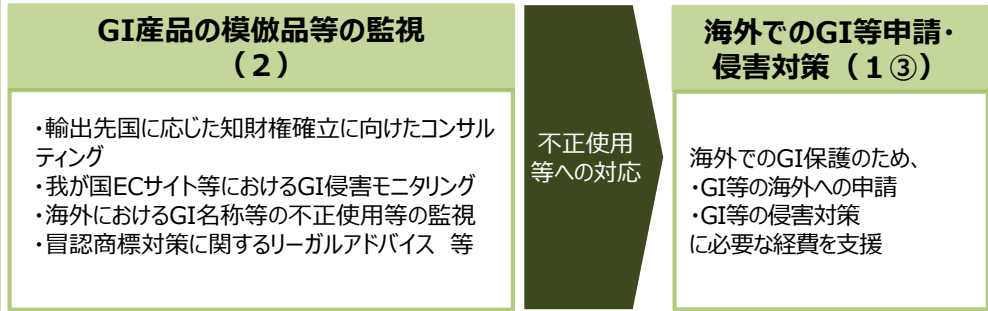 GI産品の模倣品等の監視
（２）
・輸出先国に応じた知財権確立に向けたコンサル
ティング
・我が国ECサイト等におけるGI侵害モニタリング
・海外におけるGI名称等の不正使用等の監視
・冒認商標対策に関するリーガルアドバイス 等
不正使用
等への対応
海外でのGI等申請・
侵害対策（１③）
海外でのGI保護のため、
・GI等の海外への申請
・GI等の侵害対策
に必要な経費を支援